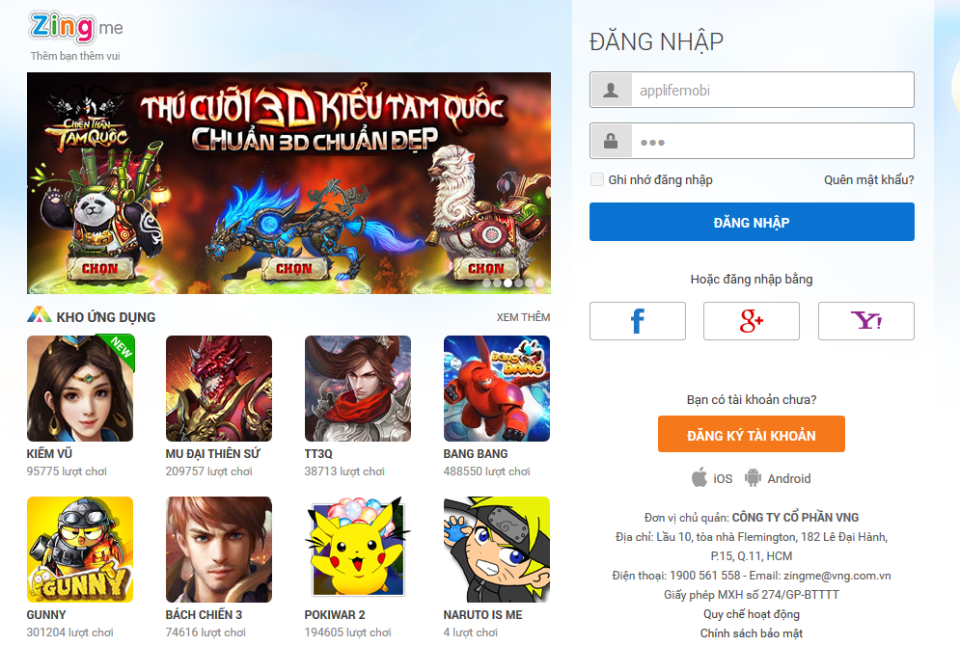 Zing me
Thêm bạn thêm vui
CHIẾN THẦN
TAM QUỐC
THÚ CƯỠI 3D KIỂU TAM QUỐC
CHUẨN 3D CHUẨN ĐẸP
CHỌN
CHỌN
CHỌN
KHO ỨNG DỤNG
XEM THÊM
NEW
KIẾM VŨ
95775 lượt chơi
MU ĐẠI THIÊN SỨ
209757 lượt chơi
TT3Q
38713 lượt chơi
BANG BANG
BANG BANG
488550 lượt chơi
GUNNY
GUNNY
301204 lượt chơi
BÁCH CHIẾN 3
74616 lượt chơi
POKIWAR 2
194605 lượt chơi
NARUTO IS ME
4 lượt chơi
ĐĂNG NHẬP
applifemobi
Ghi nhớ đăng nhập
Quên mật khẩu?
ĐĂNG NHẬP
Hoặc đăng nhập bằng
f
g+
Y!
Bạn có tài khoản chưa?
ĐĂNG KÝ TÀI KHOẢN
iOS
Android
Đơn vị chủ quản: CÔNG TY CỔ PHẦN VNG
Địa chỉ: Lầu 10, tòa nhà Flemington, 182 Lê Đại Hành,
P.15, Q.11, HCM
Điện thoại: 1900 561 558 - Email: zingme@vng.com.vn
Giấy phép MXH số 274/GP-BTTTT
Quy chế hoạt động
Chính sách bảo mật